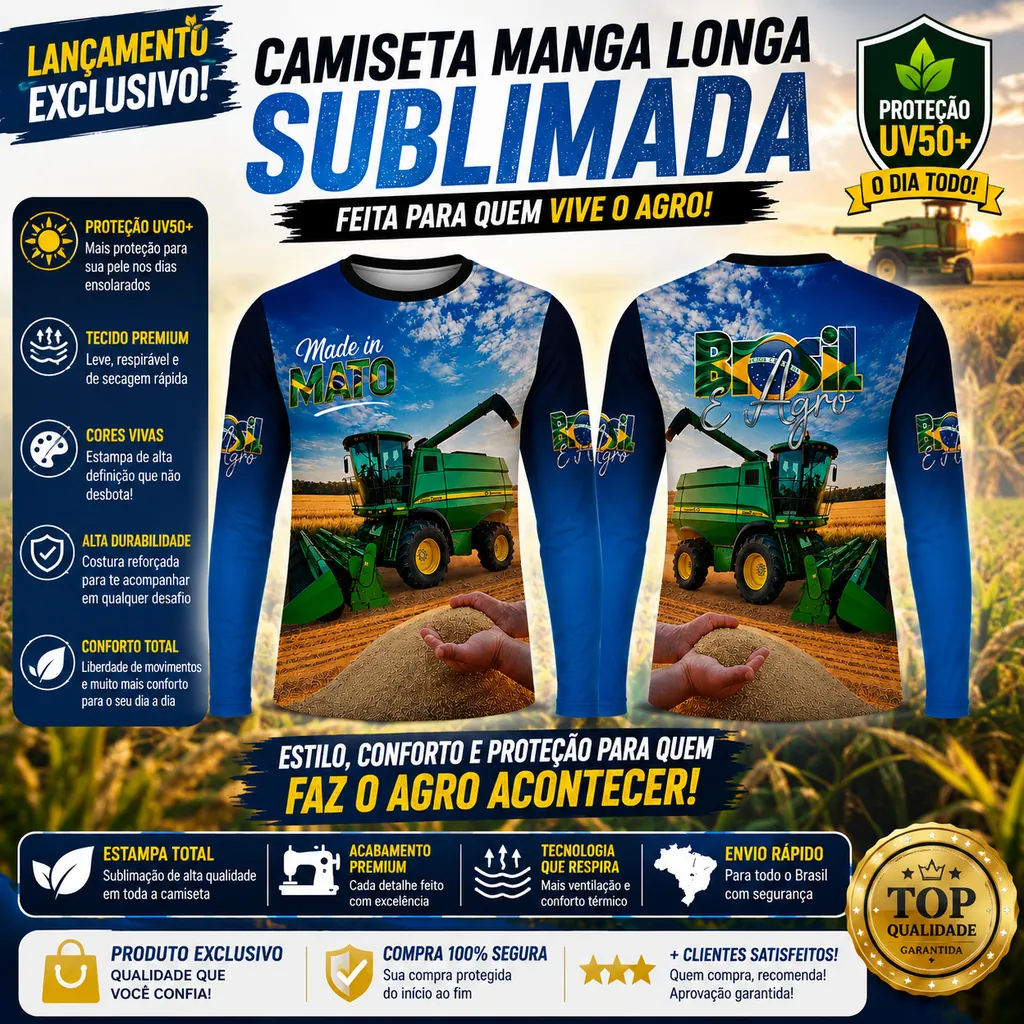 LANÇAMENTO
EXCLUSIVO!
CAMISETA MANGA LONGA
SUBLIMADA
FEITA PARA QUEM VIVE O AGRO!
PROTEÇÃO
UV50+
O DIA TODO!
PROTEÇÃO UV50+
Mais proteção para
sua pele nos dias
ensolarados
TECIDO PREMIUM
Leve, respirável e
de secagem rápida
CORES VIVAS
Estampa de alta
definição que não
desbota!
ALTA DURABILIDADE
Costura reforçada
para te acompanhar
em qualquer desafio
CONFORTO TOTAL
Liberdade de movimentos
e muito mais conforto
para o seu dia a dia
Made in
MATO
Brasil
É Agro
ESTILO, CONFORTO E PROTEÇÃO PARA QUEM
FAZ O AGRO ACONTECER!
ESTAMPA TOTAL
Sublimação de alta qualidade
em toda a camiseta
ACABAMENTO
PREMIUM
Cada detalhe feito
com excelência
TECNOLOGIA
QUE RESPIRA
Mais ventilação e
conforto térmico
ENVIO RÁPIDO
Para todo o Brasil
com segurança
TOP
QUALIDADE
GARANTIDA
PRODUTO EXCLUSIVO
QUALIDADE QUE
VOCÊ CONFIA!
COMPRA 100% SEGURA
Sua compra protegida
do início ao fim
+ CLIENTES SATISFEITOS!
Quem compra, recomenda!
Aprovação garantida!